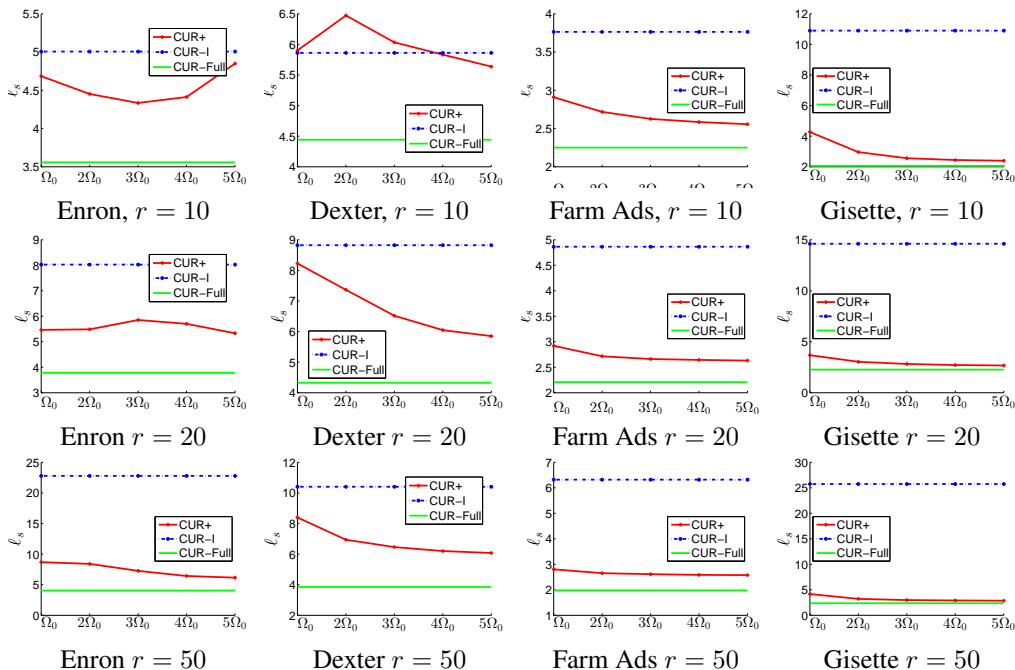 5.5
5
4.5
4
3.5
ℓs
CUR+
CUR−I
CUR−Full
Ω0 2Ω0 3Ω0 4Ω0 5Ω0
Enron, r = 10
6.5
6
5.5
5
4.5
4
ℓs
CUR+
CUR−I
CUR−Full
Ω0 2Ω0 3Ω0 4Ω0 5Ω0
Dexter, r = 10
4
3.5
3
2.5
2
ℓs
CUR+
CUR−I
CUR−Full
Farm Ads, r = 10
12
10
8
6
4
2
ℓs
CUR+
CUR−I
CUR−Full
Ω0 2Ω0 3Ω0 4Ω0 5Ω0
Gisette, r = 10
9
8
7
6
5
4
3
ℓs
CUR+
CUR−I
CUR−Full
Ω0 2Ω0 3Ω0 4Ω0 5Ω0
Enron r = 20
9
8
7
6
5
4
ℓs
CUR+
CUR−I
CUR−Full
Ω0 2Ω0 3Ω0 4Ω0 5Ω0
Dexter r = 20
5
4.5
4
3.5
3
2.5
2
ℓs
CUR+
CUR−I
CUR−Full
Ω0 2Ω0 3Ω0 4Ω0 5Ω0
Farm Ads r = 20
15
10
5
0
ℓs
CUR+
CUR−I
CUR−Full
Ω0 2Ω0 3Ω0 4Ω0 5Ω0
Gisette r = 20
25
20
15
10
5
0
ℓs
CUR+
CUR−I
CUR−Full
Ω0 2Ω0 3Ω0 4Ω0 5Ω0
Enron r = 50
12
10
8
6
4
2
ℓs
CUR+
CUR−I
CUR−Full
Ω0 2Ω0 3Ω0 4Ω0 5Ω0
Dexter r = 50
7
6
5
4
3
2
1
ℓs
CUR+
CUR−I
CUR−Full
Ω0 2Ω0 3Ω0 4Ω0 5Ω0
Farm Ads r = 50
30
25
20
15
10
5
0
ℓs
CUR+
CUR−I
CUR−Full
Ω0 2Ω0 3Ω0 4Ω0 5Ω0
Gisette r = 50